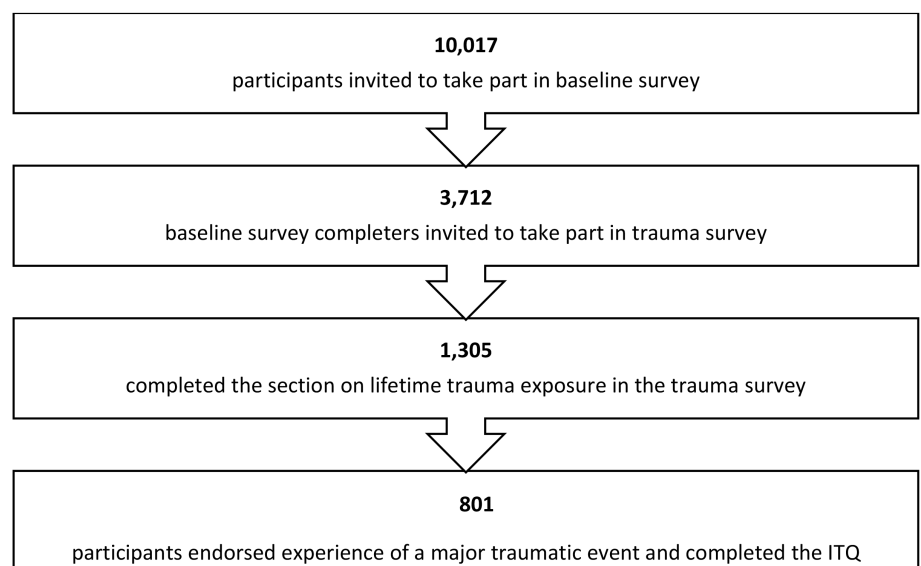 10,017
participants invited to take part in baseline survey
3,712
baseline survey completers invited to take part in trauma survey
1,305
completed the section on lifetime trauma exposure in the trauma survey
801
participants endorsed experience of a major traumatic event and completed the ITQ